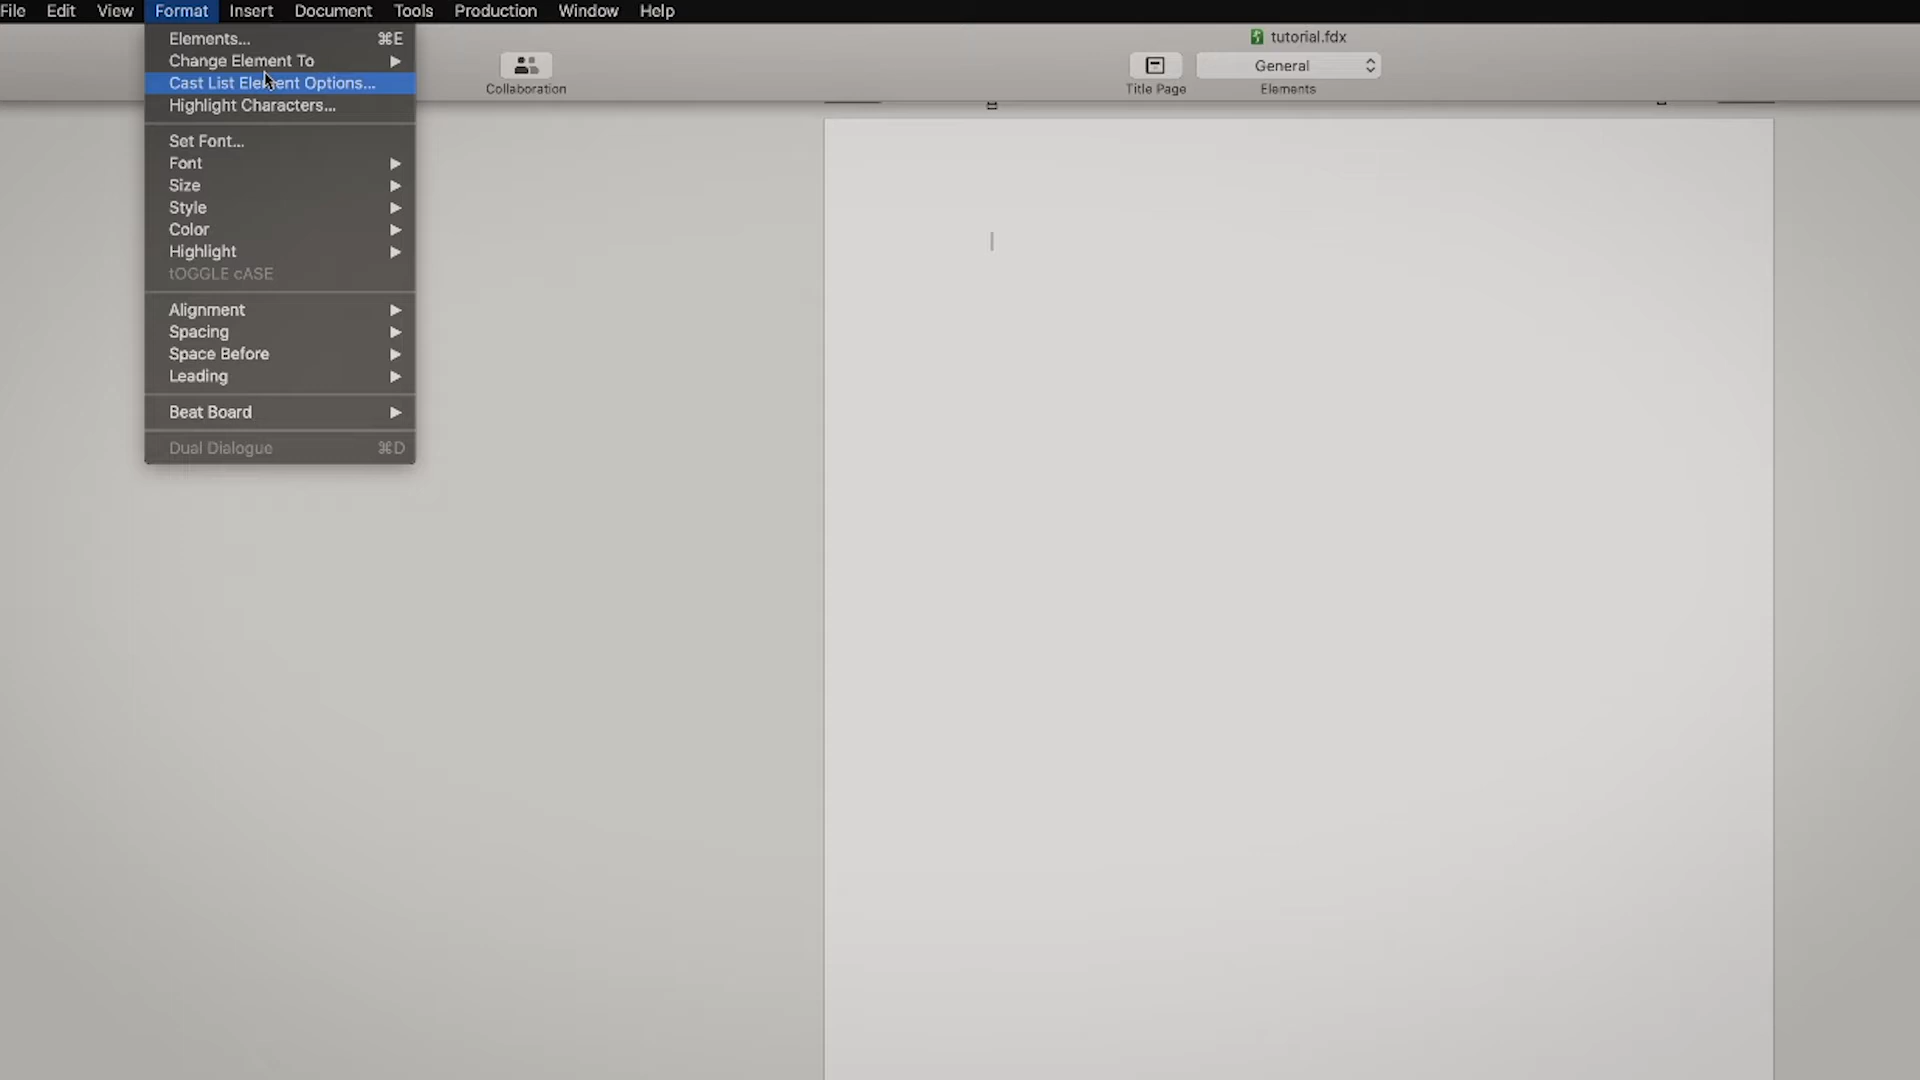 File Edit View Format Insert Document Tools Production Window Help
tutorial.fdx
General
Collaboration
Title Page
Elements
Elements... ⌘E
Change Element To
Cast List Element Options...
Highlight Characters...
Set Font...
Font
Size
Style
Color
Highlight
tOGGLE cASE
Alignment
Spacing
Space Before
Leading
Beat Board
Dual Dialogue ⌘D